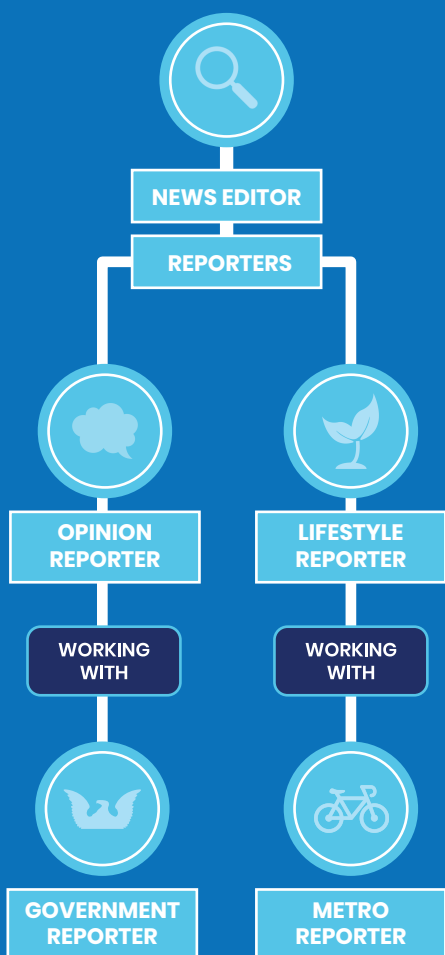 NEWS EDITOR
REPORTERS
OPINION
REPORTER
LIFESTYLE
REPORTER
WORKING
WITH
WORKING
WITH
GOVERNMENT
REPORTER
METRO
REPORTER